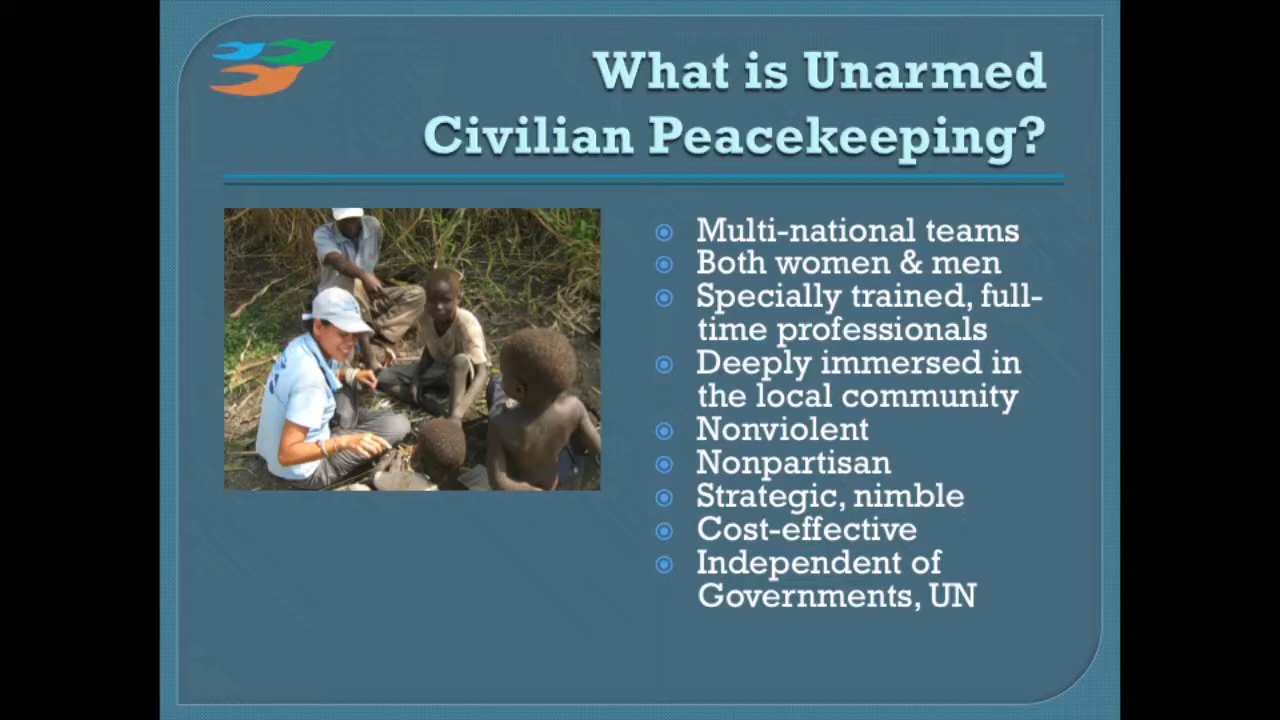 What is Unarmed
Civilian Peacekeeping?
Multi-national teams
Both women & men
Specially trained, full-
time professionals
Deeply immersed in
the local community
Nonviolent
Nonpartisan
Strategic, nimble
Cost-effective
Independent of
Governments, UN